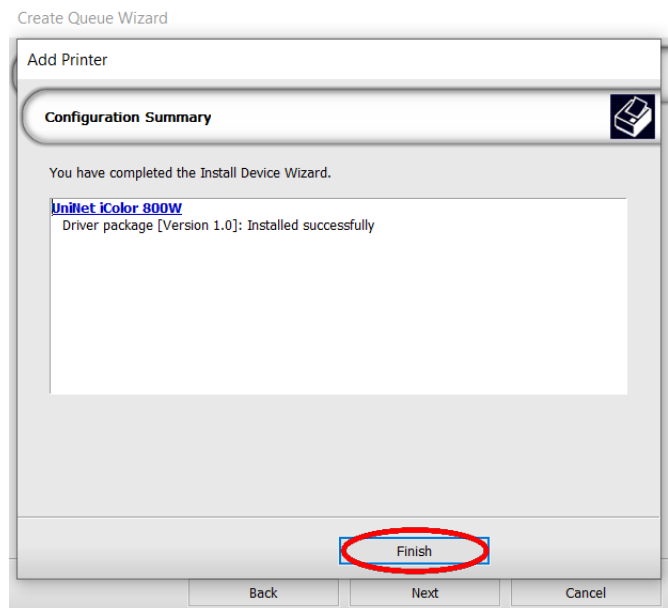 Create Queue Wizard
Add Printer
Configuration Summary
You have completed the Install Device Wizard.
UniNet iColor 800W
Driver package [Version 1.0]: Installed successfully
Finish
Back Next Cancel